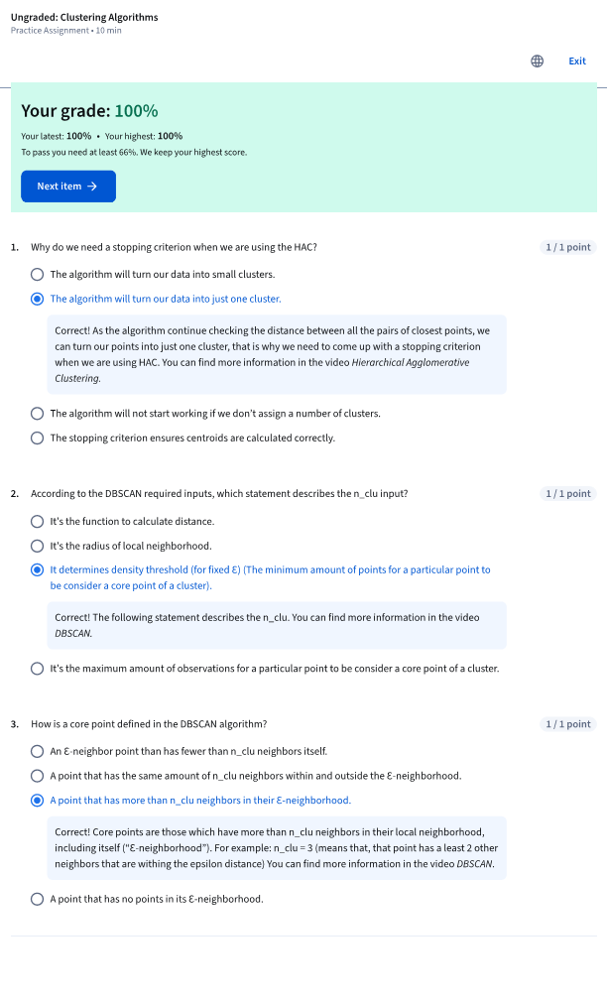 Ungraded: Clustering Algorithms
Practice Assignment • 10 min
Exit
Your grade: 100%
Your latest: 100% • Your highest: 100%
To pass you need at least 66%. We keep your highest score.
Next item →
1. Why do we need a stopping criterion when we are using the HAC? 1 / 1 point
The algorithm will turn our data into small clusters.
The algorithm will turn our data into just one cluster.
Correct! As the algorithm continue checking the distance between all the pairs of closest points, we
can turn our points into just one cluster, that is why we need to come up with a stopping criterion
when we are using HAC. You can find more information in the video Hierarchical Agglomerative
Clustering.
The algorithm will not start working if we don't assign a number of clusters.
The stopping criterion ensures centroids are calculated correctly.
2. According to the DBSCAN required inputs, which statement describes the n_clu input? 1 / 1 point
It's the function to calculate distance.
It's the radius of local neighborhood.
It determines density threshold (for fixed Ɛ) (The minimum amount of points for a particular point to
be consider a core point of a cluster).
Correct! The following statement describes the n_clu. You can find more information in the video
DBSCAN.
It's the maximum amount of observations for a particular point to be consider a core point of a cluster.
3. How is a core point defined in the DBSCAN algorithm? 1 / 1 point
An Ɛ-neighbor point than has fewer than n_clu neighbors itself.
A point that has the same amount of n_clu neighbors within and outside the Ɛ-neighborhood.
A point that has more than n_clu neighbors in their Ɛ-neighborhood.
Correct! Core points are those which have more than n_clu neighbors in their local neighborhood,
including itself (“Ɛ-neighborhood”). For example: n_clu = 3 (means that, that point has a least 2 other
neighbors that are withing the epsilon distance) You can find more information in the video DBSCAN.
A point that has no points in its Ɛ-neighborhood.